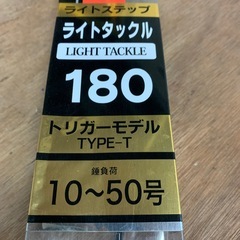 ライトステップ
ライトタックル
LIGHT TACKLE
180
トリガーモデル
TYPE-T
錘負荷
10〜50号